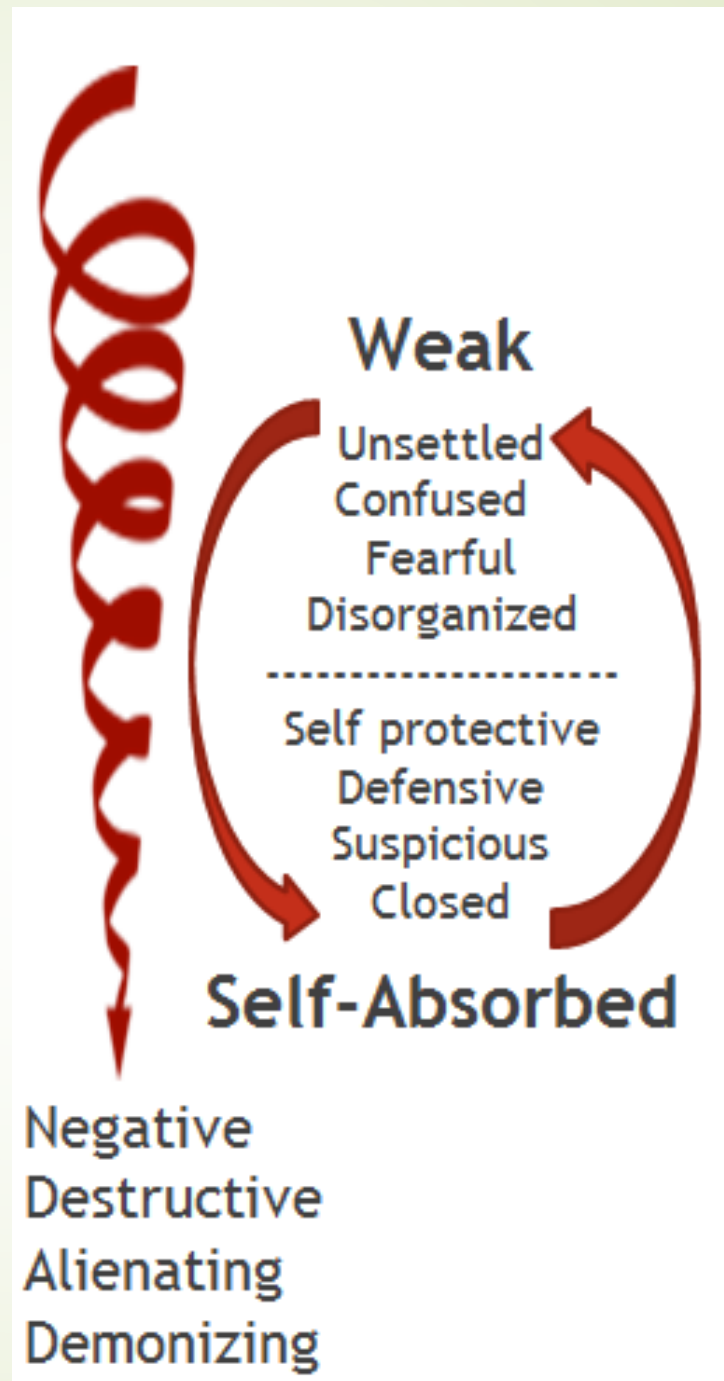 Weak
Unsettled
Confused
Fearful
Disorganized
---------------------
Self protective
Defensive
Suspicious
Closed
Self-Absorbed
Negative
Destructive
Alienating
Demonizing